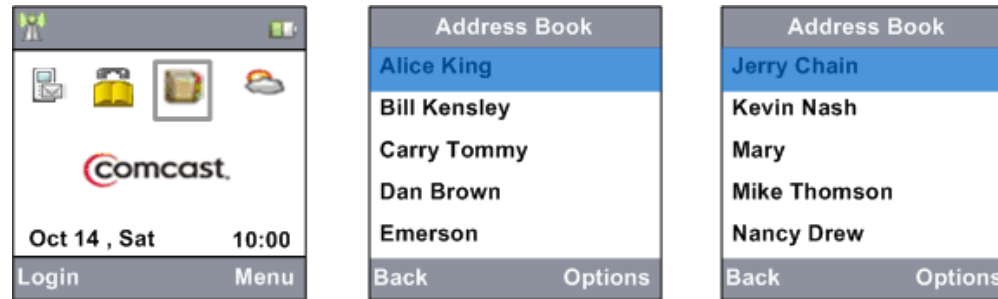 Comcast.
Oct 14 , Sat 10:00
Login Menu
Address Book
Alice King
Bill Kensley
Carry Tommy
Dan Brown
Emerson
Back Options
Address Book
Jerry Chain
Kevin Nash
Mary
Mike Thomson
Nancy Drew
Back Options